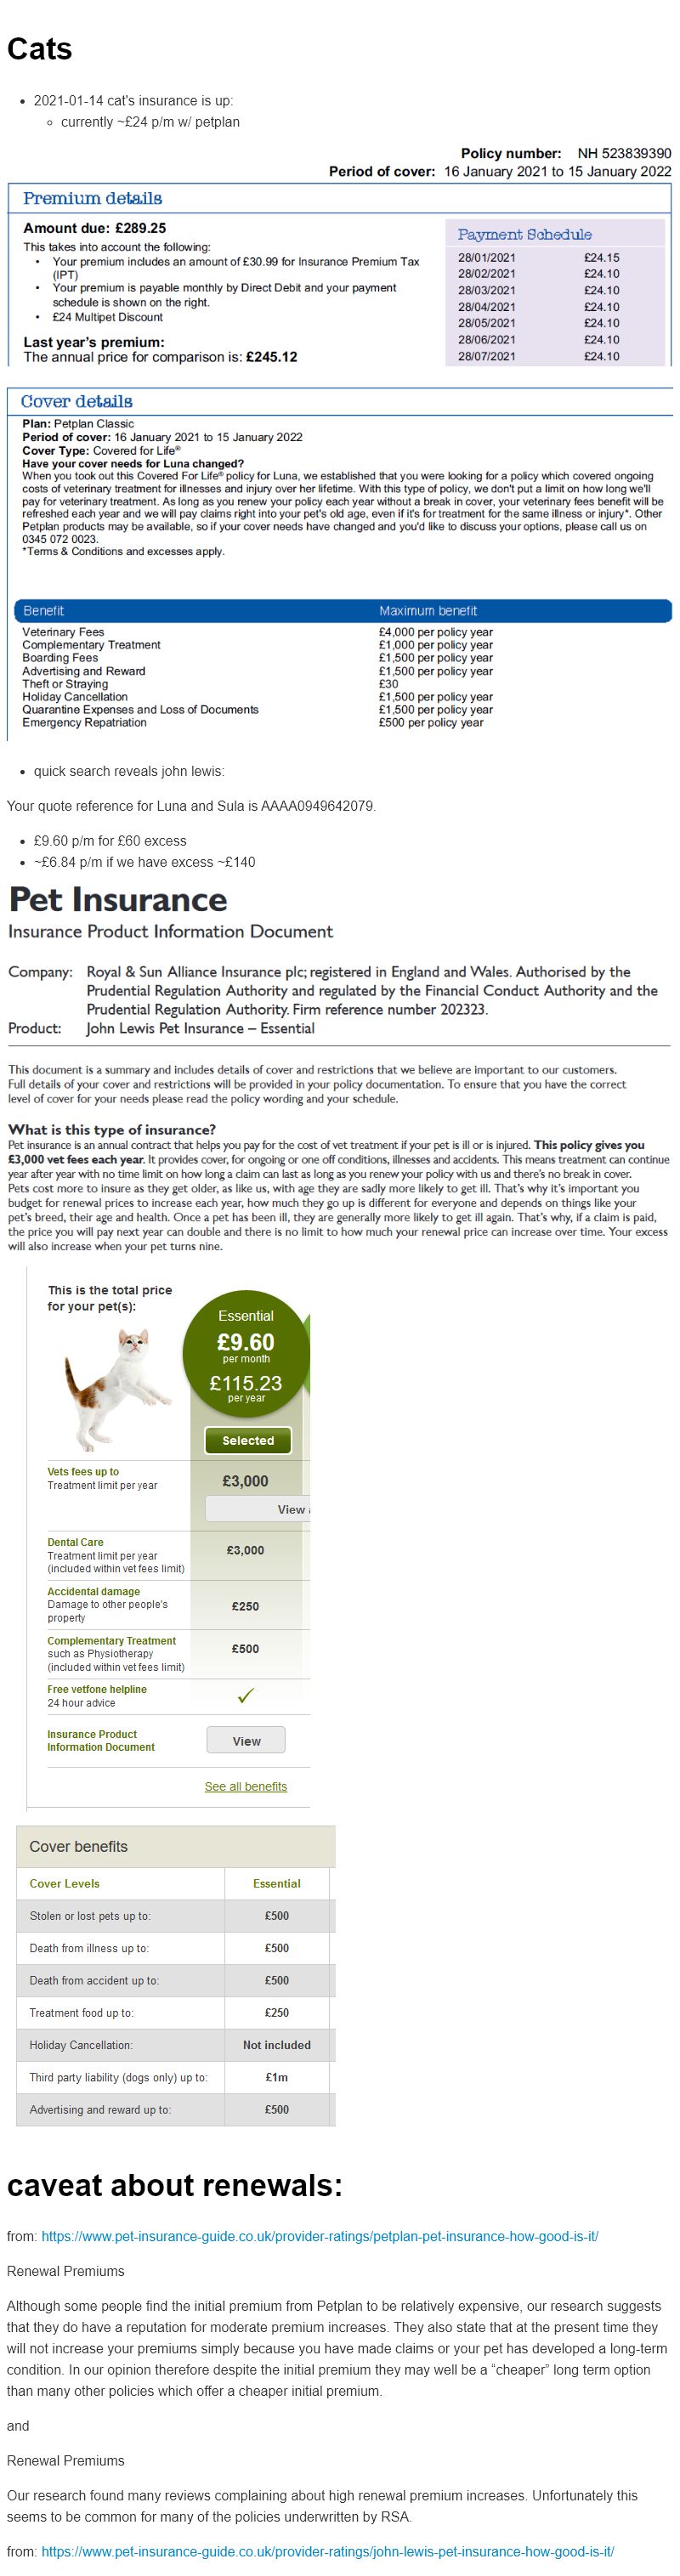 Cats
2021-01-14 cat's insurance is up:
currently ~£24 p/m w/ petplan
Policy number: NH 523839390
Period of cover: 16 January 2021 to 15 January 2022
Premium details
Amount due: £289.25
This takes into account the following:
Your premium includes an amount of £30.99 for Insurance Premium Tax
(IPT)
Your premium is payable monthly by Direct Debit and your payment
schedule is shown on the right.
£24 Multipet Discount
Last year's premium:
The annual price for comparison is: £245.12
Payment Schedule
28/01/2021 £24.15
28/02/2021 £24.10
28/03/2021 £24.10
28/04/2021 £24.10
28/05/2021 £24.10
28/06/2021 £24.10
28/07/2021 £24.10
Cover details
Plan: Petplan Classic
Period of cover: 16 January 2021 to 15 January 2022
Cover Type: Covered for Life®
Have your cover needs for Luna changed?
When you took out this Covered For Life® policy for Luna, we established that you were looking for a policy which covered ongoing
costs of veterinary treatment for illnesses and injury over her lifetime. With this type of policy, we don't put a limit on how long we'll
pay for veterinary treatment. As long as you renew your policy each year without a break in cover, your veterinary fees benefit will be
refreshed each year and we will pay claims right into your pet's old age, even if it's for treatment for the same illness or injury*. Other
Petplan products may be available, so if your cover needs have changed and you'd like to discuss your options, please call us on
0345 072 0023.
*Terms & Conditions and excesses apply.
Benefit Maximum benefit
Veterinary Fees £4,000 per policy year
Complementary Treatment £1,000 per policy year
Boarding Fees £1,500 per policy year
Advertising and Reward £1,500 per policy year
Theft or Straying £30
Holiday Cancellation £1,500 per policy year
Quarantine Expenses and Loss of Documents £1,500 per policy year
Emergency Repatriation £500 per policy year
quick search reveals john lewis:
Your quote reference for Luna and Sula is AAAA0949642079.
£9.60 p/m for £60 excess
~£6.84 p/m if we have excess ~£140
Pet Insurance
Insurance Product Information Document
Company: Royal & Sun Alliance Insurance plc; registered in England and Wales. Authorised by the
Prudential Regulation Authority and regulated by the Financial Conduct Authority and the
Prudential Regulation Authority. Firm reference number 202323.
Product: John Lewis Pet Insurance – Essential
This document is a summary and includes details of cover and restrictions that we believe are important to our customers.
Full details of your cover and restrictions will be provided in your policy documentation. To ensure that you have the correct
level of cover for your needs please read the policy wording and your schedule.
What is this type of insurance?
Pet insurance is an annual contract that helps you pay for the cost of vet treatment if your pet is ill or is injured. This policy gives you
£3,000 vet fees each year. It provides cover, for ongoing or one off conditions, illnesses and accidents. This means treatment can continue
year after year with no time limit on how long a claim can last as long as you renew your policy with us and there's no break in cover.
Pets cost more to insure as they get older, as like us, with age they are sadly more likely to get ill. That's why it's important you
budget for renewal prices to increase each year, how much they go up is different for everyone and depends on things like your
pet's breed, their age and health. Once a pet has been ill, they are generally more likely to get ill again. That's why, if a claim is paid,
the price you will pay next year can double and there is no limit to how much your renewal price can increase over time. Your excess
will also increase when your pet turns nine.
This is the total price
for your pet(s):
Essential
£9.60
per month
£115.23
per year
Selected
Vets fees up to
Treatment limit per year
£3,000
View
Dental Care
Treatment limit per year
(included within vet fees limit)
£3,000
Accidental damage
Damage to other people's
property
£250
Complementary Treatment
such as Physiotherapy
(included within vet fees limit)
£500
Free vetfone helpline
24 hour advice
Insurance Product
Information Document
View
See all benefits
Cover benefits
Cover Levels Essential
Stolen or lost pets up to: £500
Death from illness up to: £500
Death from accident up to: £500
Treatment food up to: £250
Holiday Cancellation: Not included
Third party liability (dogs only) up to: £1m
Advertising and reward up to: £500
caveat about renewals:
from: https://www.pet-insurance-guide.co.uk/provider-ratings/petplan-pet-insurance-how-good-is-it/
Renewal Premiums
Although some people find the initial premium from Petplan to be relatively expensive, our research suggests
that they do have a reputation for moderate premium increases. They also state that at the present time they
will not increase your premiums simply because you have made claims or your pet has developed a long-term
condition. In our opinion therefore despite the initial premium they may well be a “cheaper” long term option
than many other policies which offer a cheaper initial premium.
and
Renewal Premiums
Our research found many reviews complaining about high renewal premium increases. Unfortunately this
seems to be common for many of the policies underwritten by RSA.
from: https://www.pet-insurance-guide.co.uk/provider-ratings/john-lewis-pet-insurance-how-good-is-it/